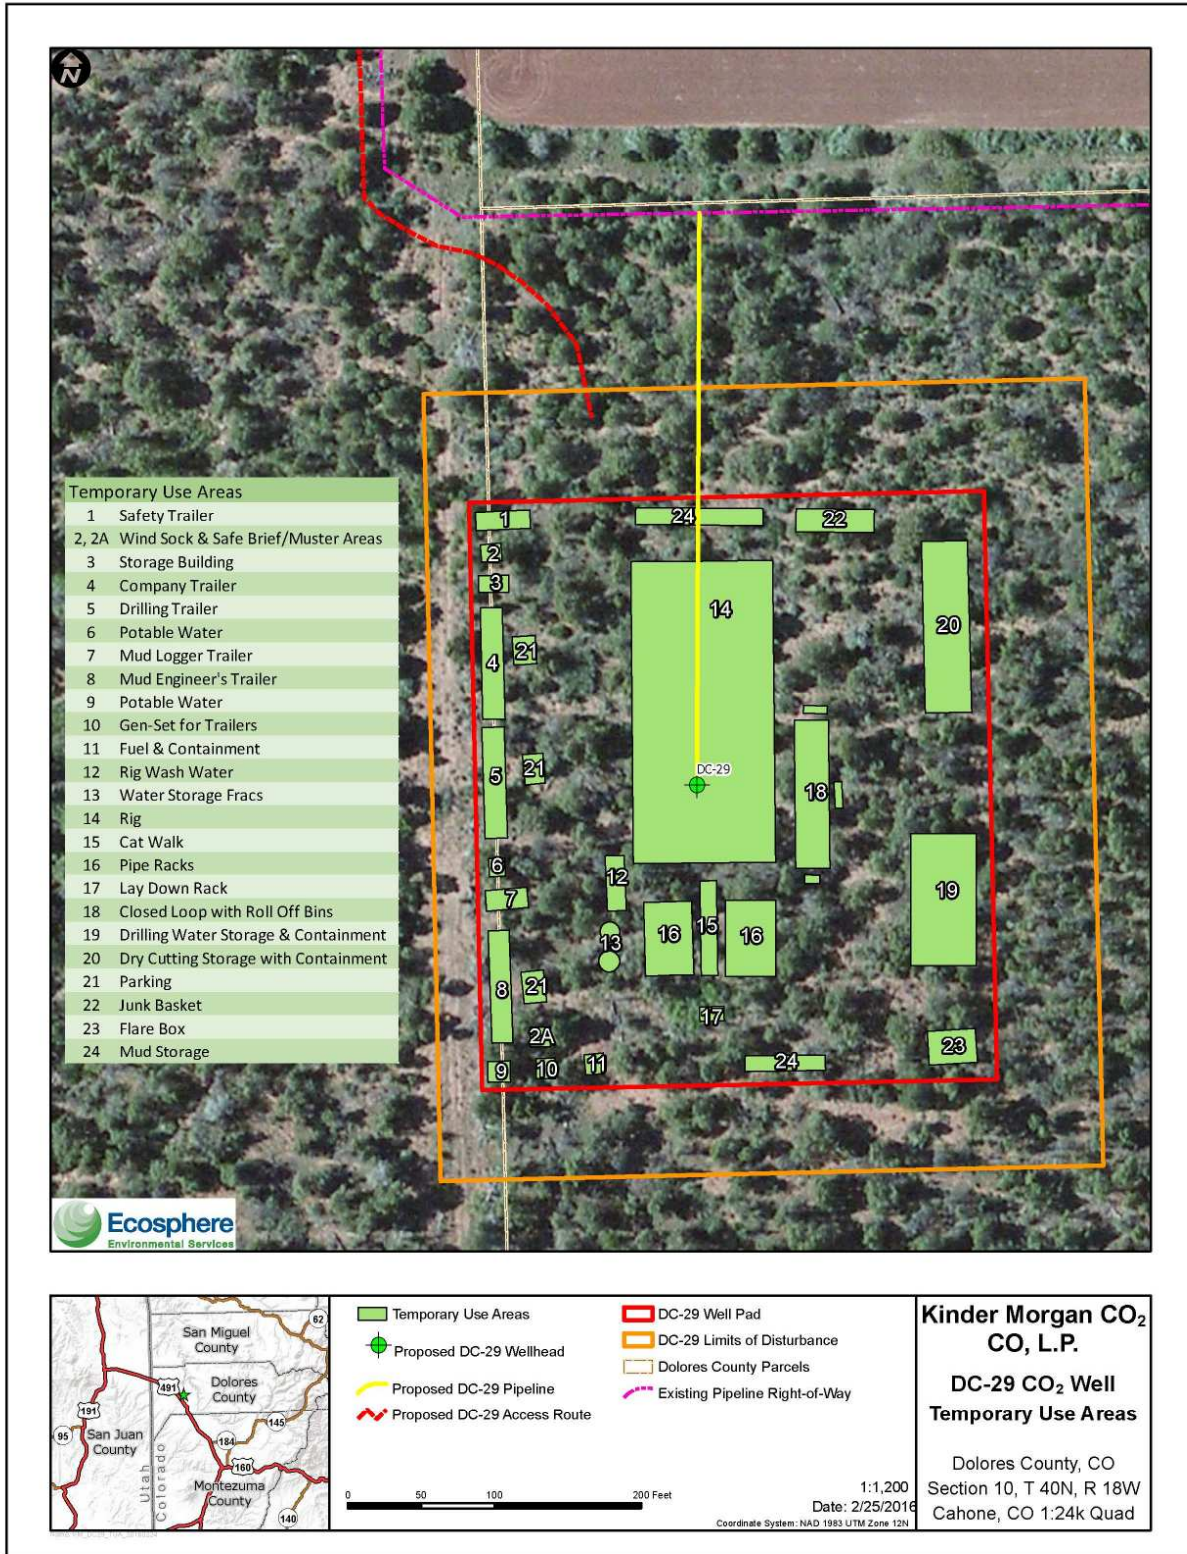 N
Temporary Use Areas
1 Safety Trailer
2, 2A Wind Sock & Safe Brief/Muster Areas
3 Storage Building
4 Company Trailer
5 Drilling Trailer
6 Potable Water
7 Mud Logger Trailer
8 Mud Engineer's Trailer
9 Potable Water
10 Gen-Set for Trailers
11 Fuel & Containment
12 Rig Wash Water
13 Water Storage Fracs
14 Rig
15 Cat Walk
16 Pipe Racks
17 Lay Down Rack
18 Closed Loop with Roll Off Bins
19 Drilling Water Storage & Containment
20 Dry Cutting Storage with Containment
21 Parking
22 Junk Basket
23 Flare Box
24 Mud Storage
1
24
22
2
3
14
20
4
21
5
21
DC-29
18
6
12
7
19
15
16
16
13
8
21
17
2A
23
9
10
11
24
Ecosphere
Environmental Services
San Miguel
County
62
491
Dolores
County
191
95
San Juan
County
145
184
160
Utah
Colorado
Montezuma
County
140
Temporary Use Areas
Proposed DC-29 Wellhead
Proposed DC-29 Pipeline
Proposed DC-29 Access Route
DC-29 Well Pad
DC-29 Limits of Disturbance
Dolores County Parcels
Existing Pipeline Right-of-Way
0 50 100 200 Feet
1:1,200
Date: 2/25/2016
Coordinate System: NAD 1983 UTM Zone 12N
Kinder Morgan CO₂
CO, L.P.
DC-29 CO₂ Well
Temporary Use Areas
Dolores County, CO
Section 10, T 40N, R 18W
Cahone, CO 1:24k Quad